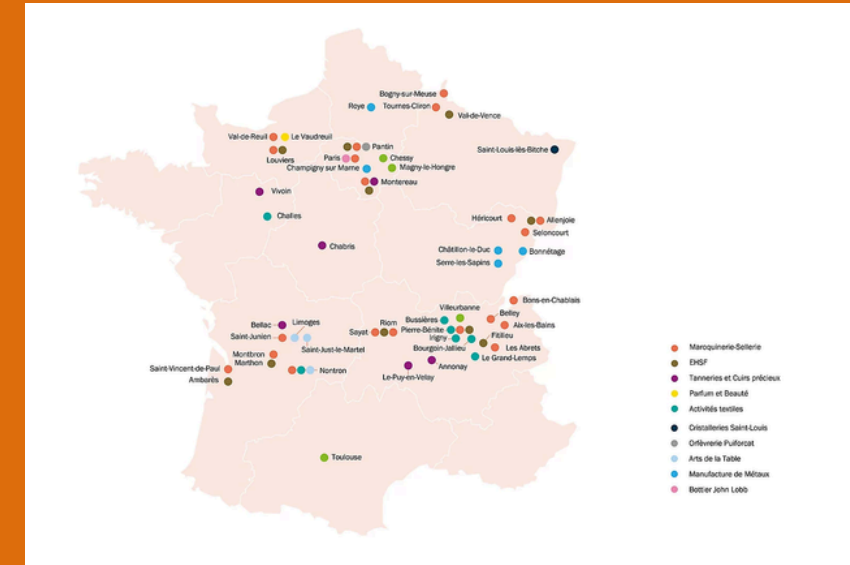 Bogny-sur-Meuse
Roye
Tournes-Cliron
Val-de-Vence
Val-de-Reuil
Le Vaudreuil
Louviers
Pantin
Paris
Chessy
Champigny sur Marne
Magny-le-Hongre
Montereau
Saint-Louis-lès-Bitche
Vivoin
Challes
Chabris
Héricourt
Allenjoie
Seloncourt
Châtillon-le-Duc
Bonnétage
Serre-les-Sapins
Bons-en-Chablais
Villeurbanne
Belley
Bussières
Aix-les-Bains
Bellac
Limoges
Riom
Sayat
Pierre-Bénite
Fitilieu
Irigny
Saint-Junien
Saint-Just-le-Martel
Bourgoin-Jallieu
Les Abrets
Le Grand-Lemps
Montbron
Marthon
Annonay
Saint-Vincent-de-Paul
Nontron
Le-Puy-en-Velay
Ambarès
Toulouse
Maroquinerie-Sellerie
EHSF
Tanneries et Cuirs précieux
Parfum et Beauté
Activités textiles
Cristalleries Saint-Louis
Orfèvrerie Puiforcat
Arts de la Table
Manufacture de Métaux
Bottier John Lobb